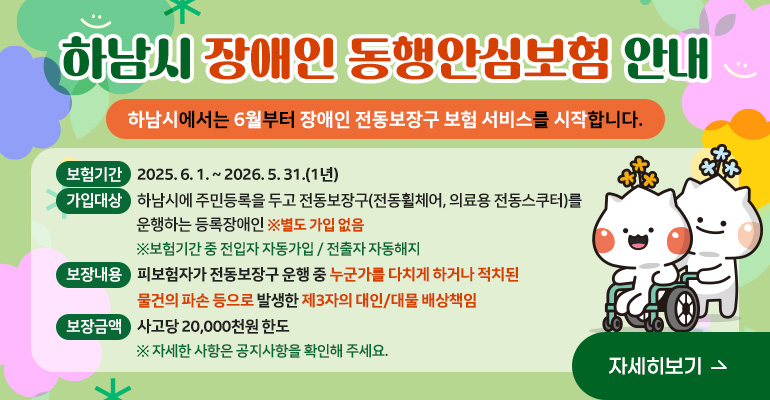 하남시 장애인 동행안심보험 안내
하남시에서는 6월부터 장애인 전동보장구 보험 서비스를 시작합니다.
보험기간 2025. 6. 1. ~ 2026. 5. 31.(1년)
가입대상 하남시에 주민등록을 두고 전동보장구(전동휠체어, 의료용 전동스쿠터)를
운행하는 등록장애인 ※별도 가입 없음
※보험기간 중 전입자 자동가입 / 전출자 자동해지
보장내용 피보험자가 전동보장구 운행 중 누군가를 다치게 하거나 적치된
물건의 파손 등으로 발생한 제3자의 대인/대물 배상책임
보장금액 사고당 20,000천원 한도
※ 자세한 사항은 공지사항을 확인해 주세요.
자세히보기 →